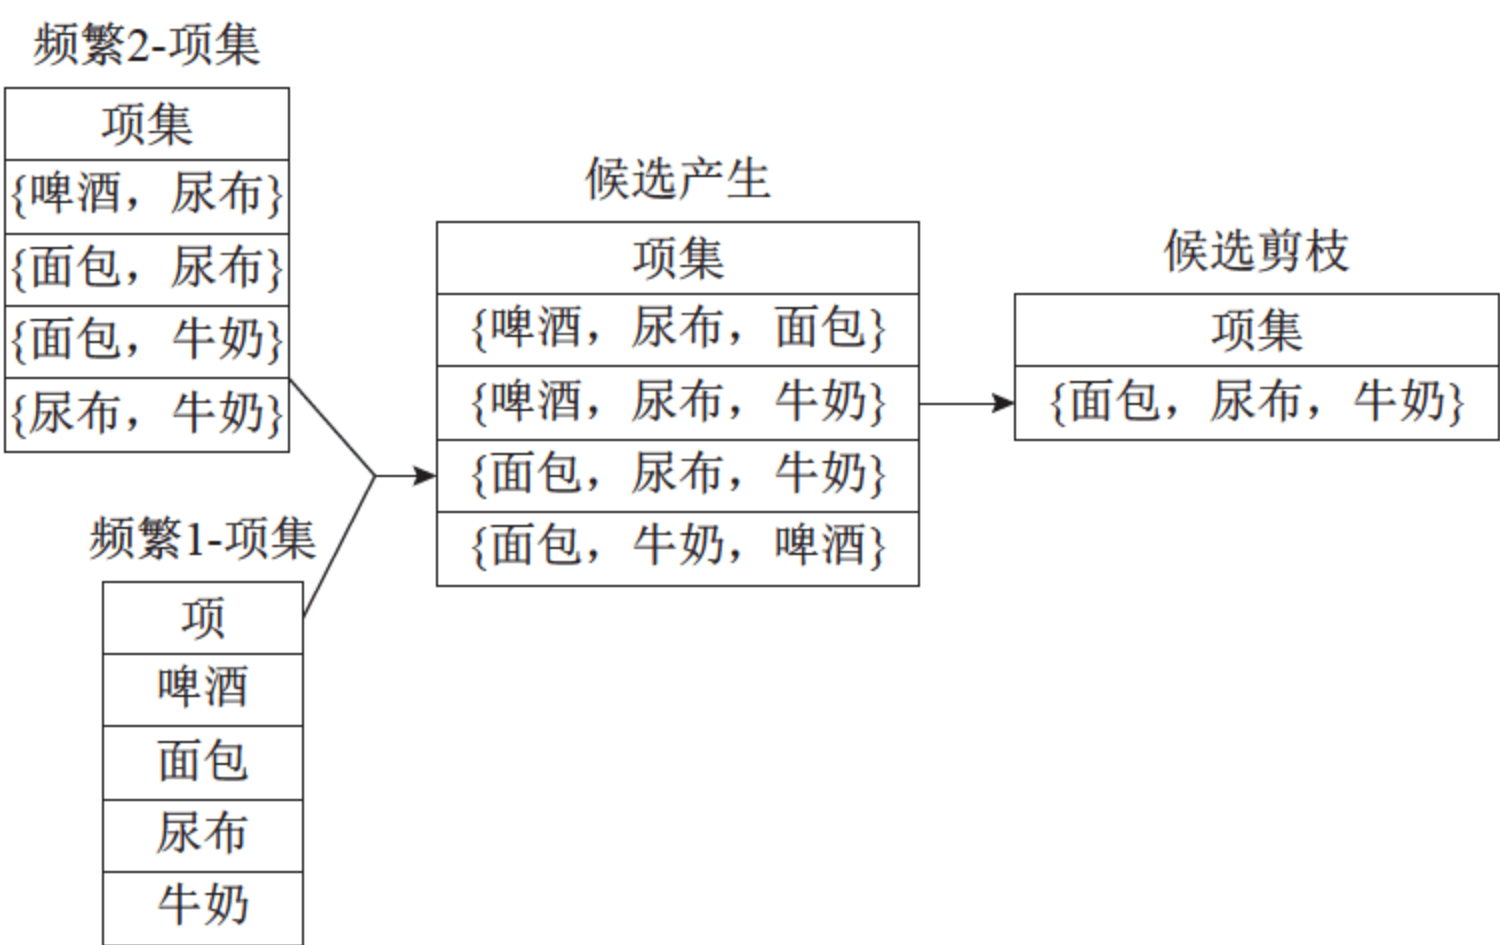 频繁2-项集
项集
{啤酒，尿布}
{面包，尿布}
{面包，牛奶}
{尿布，牛奶}
频繁1-项集
项
啤酒
面包
尿布
牛奶
候选产生
项集
{啤酒，尿布，面包}
{啤酒，尿布，牛奶}
{面包，尿布，牛奶}
{面包，牛奶，啤酒}
候选剪枝
项集
{面包，尿布，牛奶}